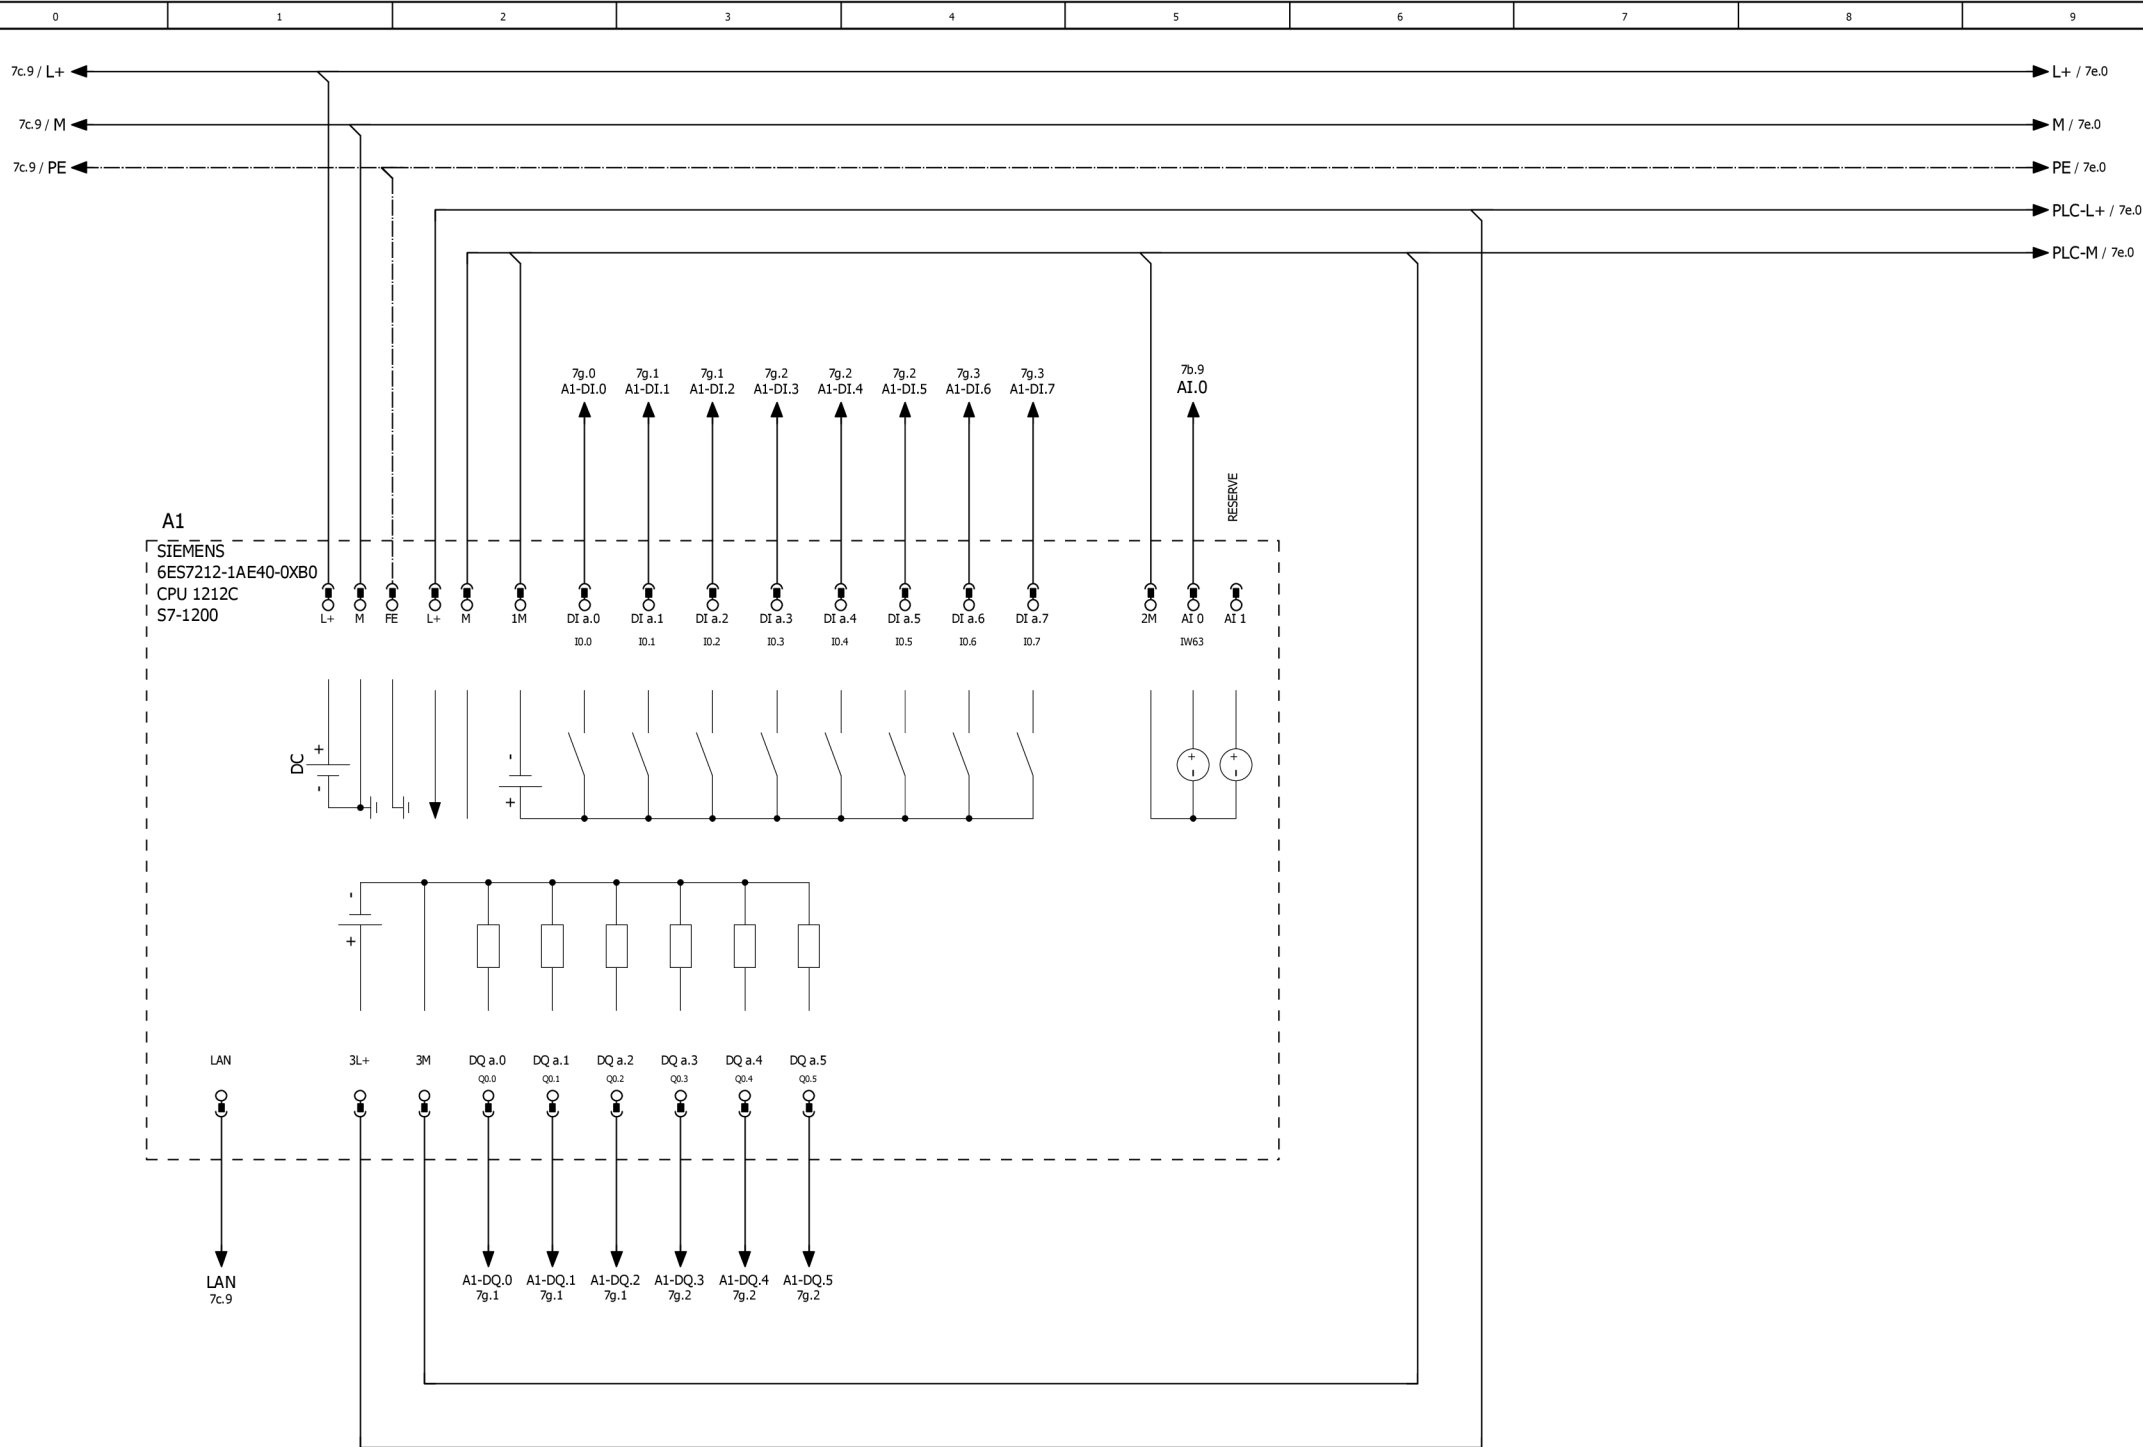 0 1 2 3 4 5 6 7 8 9
7c.9 / L+ L+ / 7e.0
7c.9 / M M / 7e.0
7c.9 / PE PE / 7e.0
PLC-L+ / 7e.0
PLC-M / 7e.0
7g.0 7g.1 7g.1 7g.2 7g.2 7g.2 7g.3 7g.3 7b.9
A1-DI.0 A1-DI.1 A1-DI.2 A1-DI.3 A1-DI.4 A1-DI.5 A1-DI.6 A1-DI.7 AI.0
RESERVE
A1
SIEMENS
6ES7212-1AE40-0XB0
CPU 1212C
S7-1200
L+ M FE L+ M 1M DI a.0 DI a.1 DI a.2 DI a.3 DI a.4 DI a.5 DI a.6 DI a.7 2M AI 0 AI 1
I0.0 I0.1 I0.2 I0.3 I0.4 I0.5 I0.6 I0.7 IW63
+ - + +
DC
- + - -
-
+
LAN 3L+ 3M DQ a.0 DQ a.1 DQ a.2 DQ a.3 DQ a.4 DQ a.5
Q0.0 Q0.1 Q0.2 Q0.3 Q0.4 Q0.5
LAN A1-DQ.0 A1-DQ.1 A1-DQ.2 A1-DQ.3 A1-DQ.4 A1-DQ.5
7c.9 7g.1 7g.1 7g.1 7g.2 7g.2 7g.2